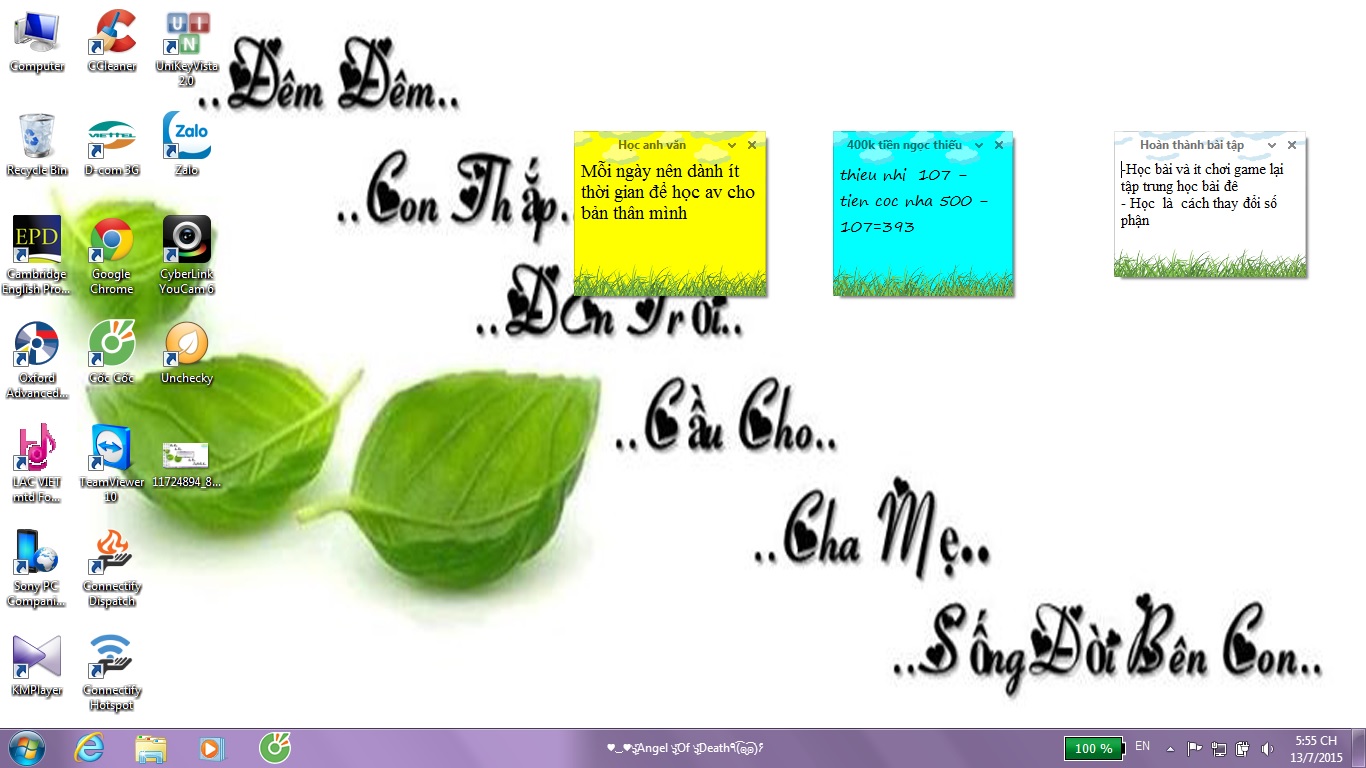 Computer
CCleaner
UniKeyVista
2.0
Recycle Bin
VIETTEL
D-com 3G
Zalo
Zalo
EPD
Cambridge
English Pro...
Google
Chrome
CyberLink
YouCam 6
Oxford
Advanced...
Cốc Cốc
Unchecky
LAC VIET
mtd Fo...
TeamViewer
10
11724894_8...
Sony PC
Compani...
Connectify
Dispatch
KMPlayer
Connectify
Hotspot
..Đêm Đêm..
..Con Thắp..
..Đèn Trời..
..Cầu Cho..
..Cha Mẹ..
..Sống Đời Bên Con..
Học anh văn
Mỗi ngày nên dành ít
thời gian để học av cho
bản thân mình
400k tiền ngọc thiếu
thieu nhi 107 -
tien coc nha 500 -
107=393
Hoàn thành bài tập
-Học bài và it chơi game lại
tập trung học bài đê
- Học là cách thay đổi số
phận
100 %
EN
5:55 CH
13/7/2015